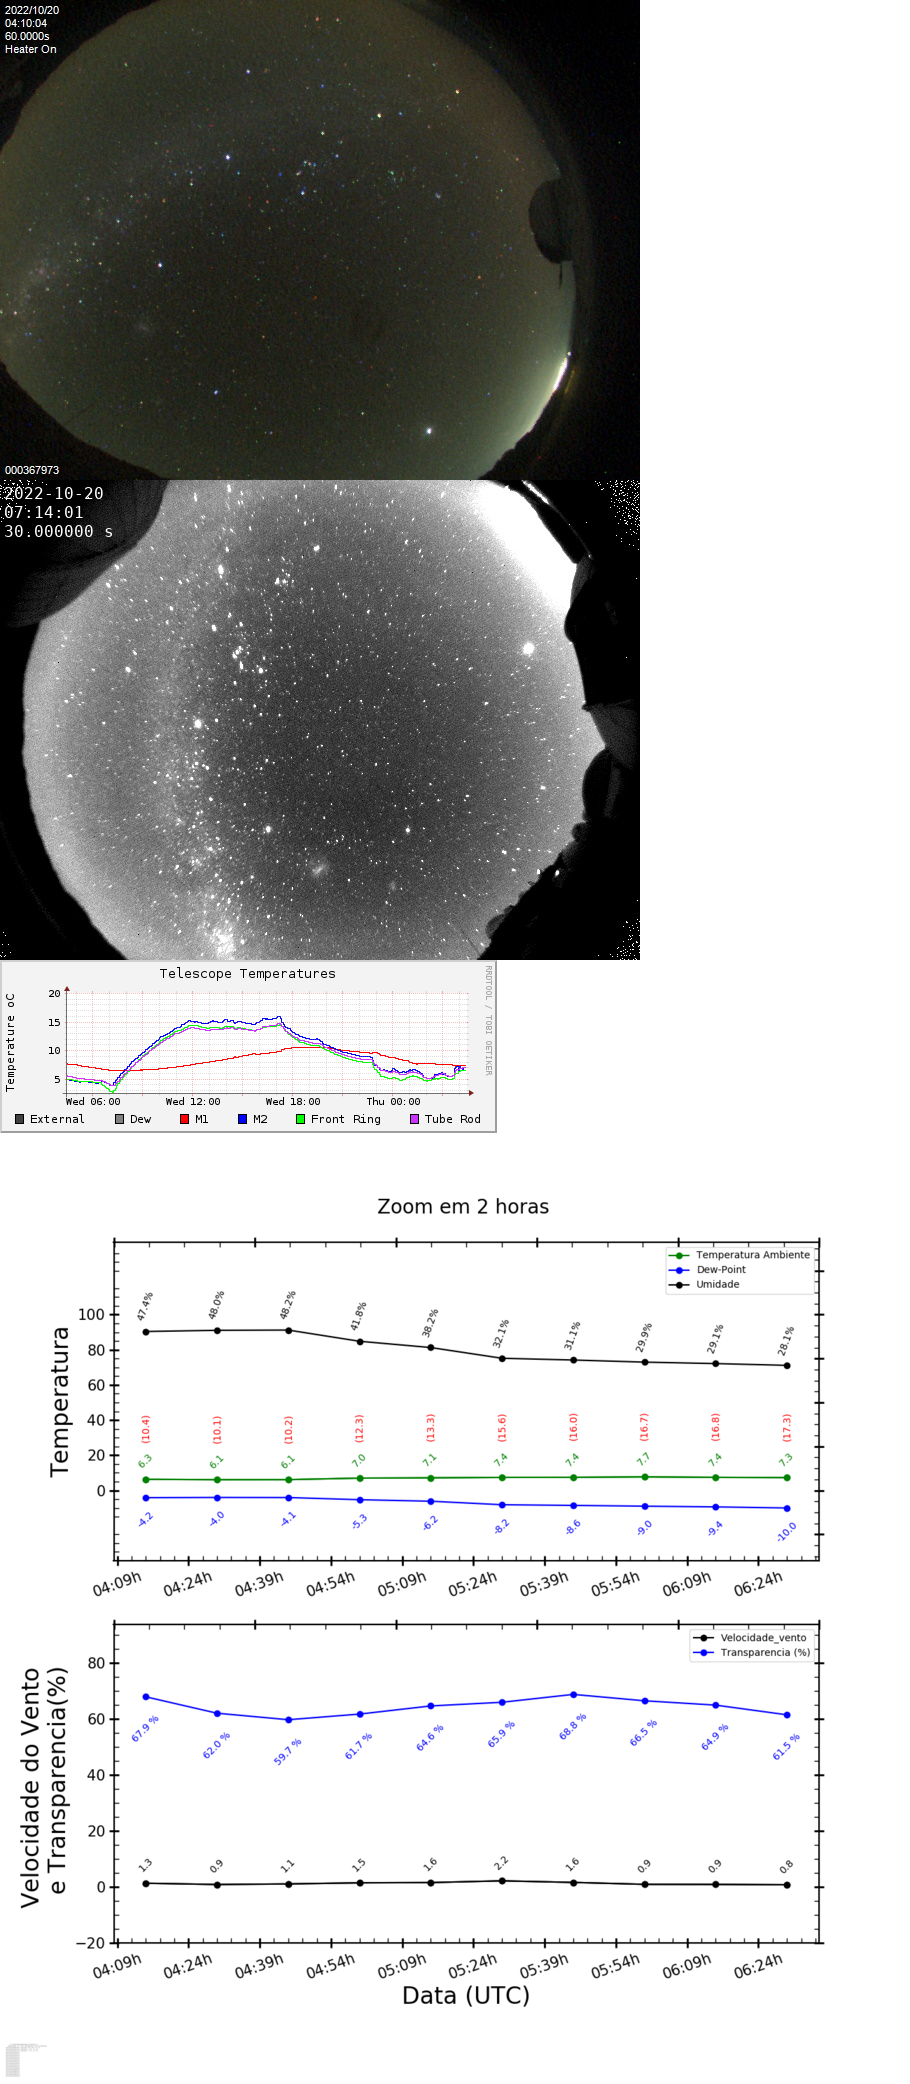 2022/10/20
04:10:04
60.0000s
Heater On
000367973
2022-10-20
07:14:01
30.000000 s
Telescope Temperatures
RRDTOOL / TOBI OETIKER
Temperature oC
20
15
10
5
Wed 06:00 Wed 12:00 Wed 18:00 Thu 00:00
External Dew M1 M2 Front Ring Tube Rod
Zoom em 2 horas
Temperatura Ambiente
Dew-Point
Umidade
Temperatura
100
80
60
40
20
0
47.4% 48.0% 48.2% 41.8% 38.2% 32.1% 31.1% 29.9% 29.1% 28.1%
(10.4) (10.1) (10.2) (12.3) (13.3) (15.6) (16.0) (16.7) (16.8) (17.3)
6.3 6.1 6.1 7.0 7.1 7.4 7.4 7.7 7.4 7.3
-4.2 -4.0 -4.1 -5.3 -6.2 -8.2 -8.6 -9.0 -9.4 -10.0
04:09h 04:24h 04:39h 04:54h 05:09h 05:24h 05:39h 05:54h 06:09h 06:24h
Velocidade_vento
Transparencia (%)
Velocidade do Vento
e Transparencia(%)
80
60
40
20
0
−20
67.9 % 62.0 % 59.7 % 61.7 % 64.6 % 65.9 % 68.8 % 66.5 % 64.9 % 61.5 %
1.3 0.9 1.1 1.5 1.6 2.2 1.6 0.9 0.9 0.8
04:09h 04:24h 04:39h 04:54h 05:09h 05:24h 05:39h 05:54h 06:09h 06:24h
Data (UTC)